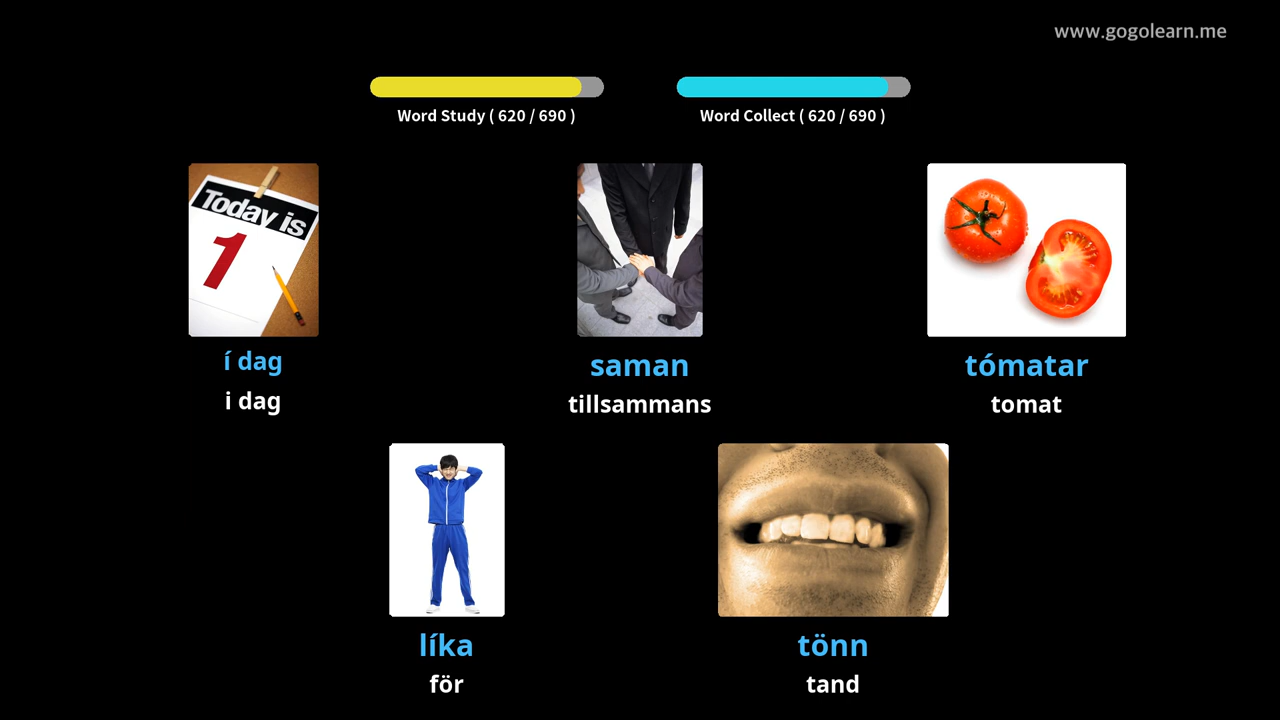 www.gogolearn.me
Word Study ( 620 / 690 )
Word Collect ( 620 / 690 )
Today is
1
í dag
i dag
saman
tillsammans
tómatar
tomat
líka
för
tönn
tand